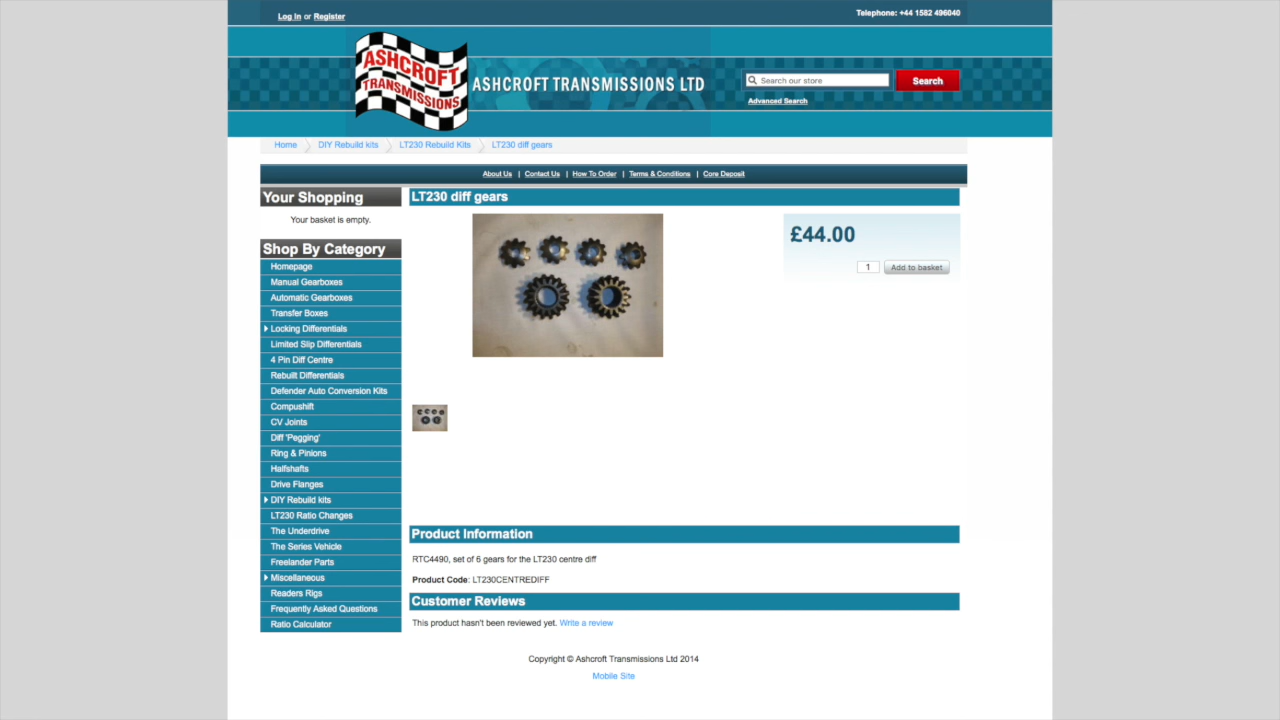 Log In or Register
Telephone: +44 1582 496040
ASHCROFT
TRANSMISSIONS
ASHCROFT TRANSMISSIONS LTD
Search our store
Search
Advanced Search
Home
DIY Rebuild kits
LT230 Rebuild Kits
LT230 diff gears
About Us | Contact Us | How To Order | Terms & Conditions | Core Deposit
Your Shopping
Your basket is empty.
Shop By Category
Homepage
Manual Gearboxes
Automatic Gearboxes
Transfer Boxes
Locking Differentials
Limited Slip Differentials
4 Pin Diff Centre
Rebuilt Differentials
Defender Auto Conversion Kits
Compushift
CV Joints
Diff 'Pegging'
Ring & Pinions
Halfshafts
Drive Flanges
DIY Rebuild kits
LT230 Ratio Changes
The Underdrive
The Series Vehicle
Freelander Parts
Miscellaneous
Readers Rigs
Frequently Asked Questions
Ratio Calculator
LT230 diff gears
£44.00
1
Add to basket
Product Information
RTC4490, set of 6 gears for the LT230 centre diff
Product Code: LT230CENTREDIFF
Customer Reviews
This product hasn't been reviewed yet. Write a review
Copyright © Ashcroft Transmissions Ltd 2014
Mobile Site